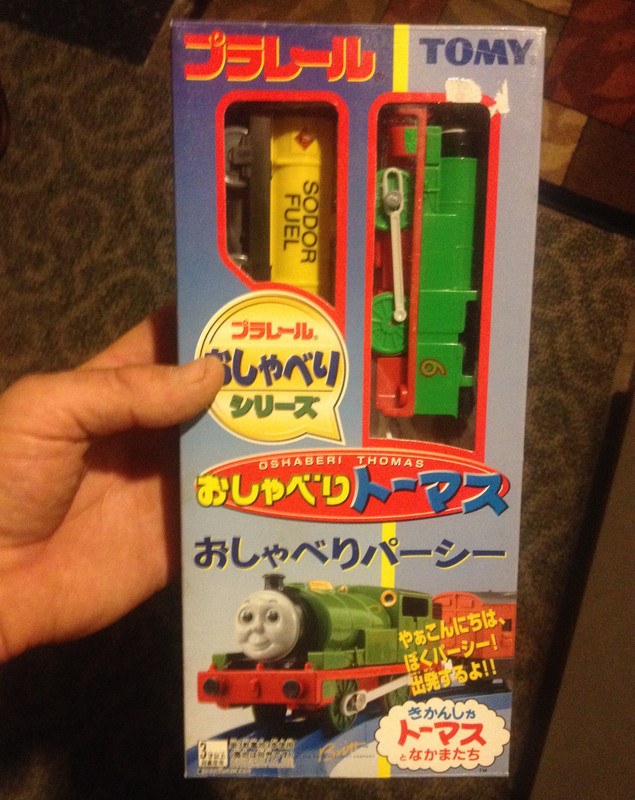 プラレール
TOMY
SODOR
FUEL
6
プラレール
おしゃべり
シリーズ
OSHABERI THOMAS
おしゃべりトーマス
おしゃべりパーシー
やぁこんにちは、
ぼくパーシー!
出発するよ!!
きかんしゃ
トーマス
となかまたち
TM